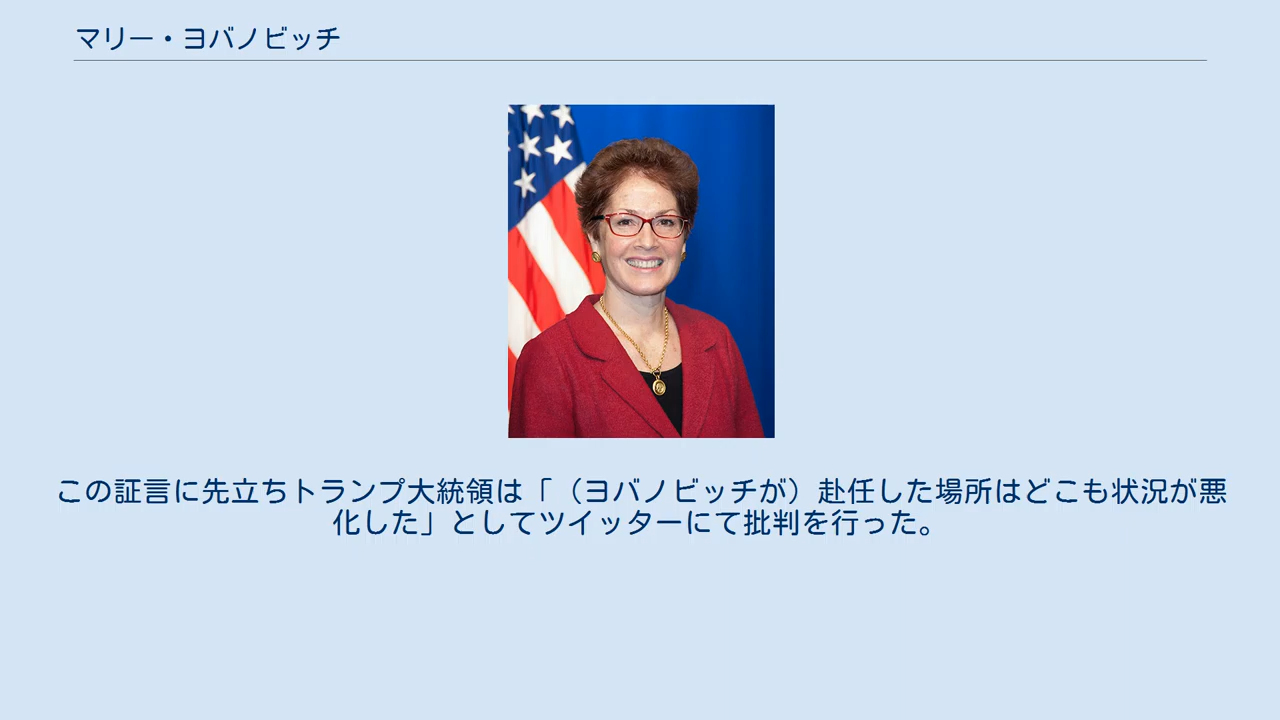 マリー・ヨバノビッチ
この証言に先立ちトランプ大統領は「（ヨバノビッチが）赴任した場所はどこも状況が悪
化した」としてツイッターにて批判を行った。